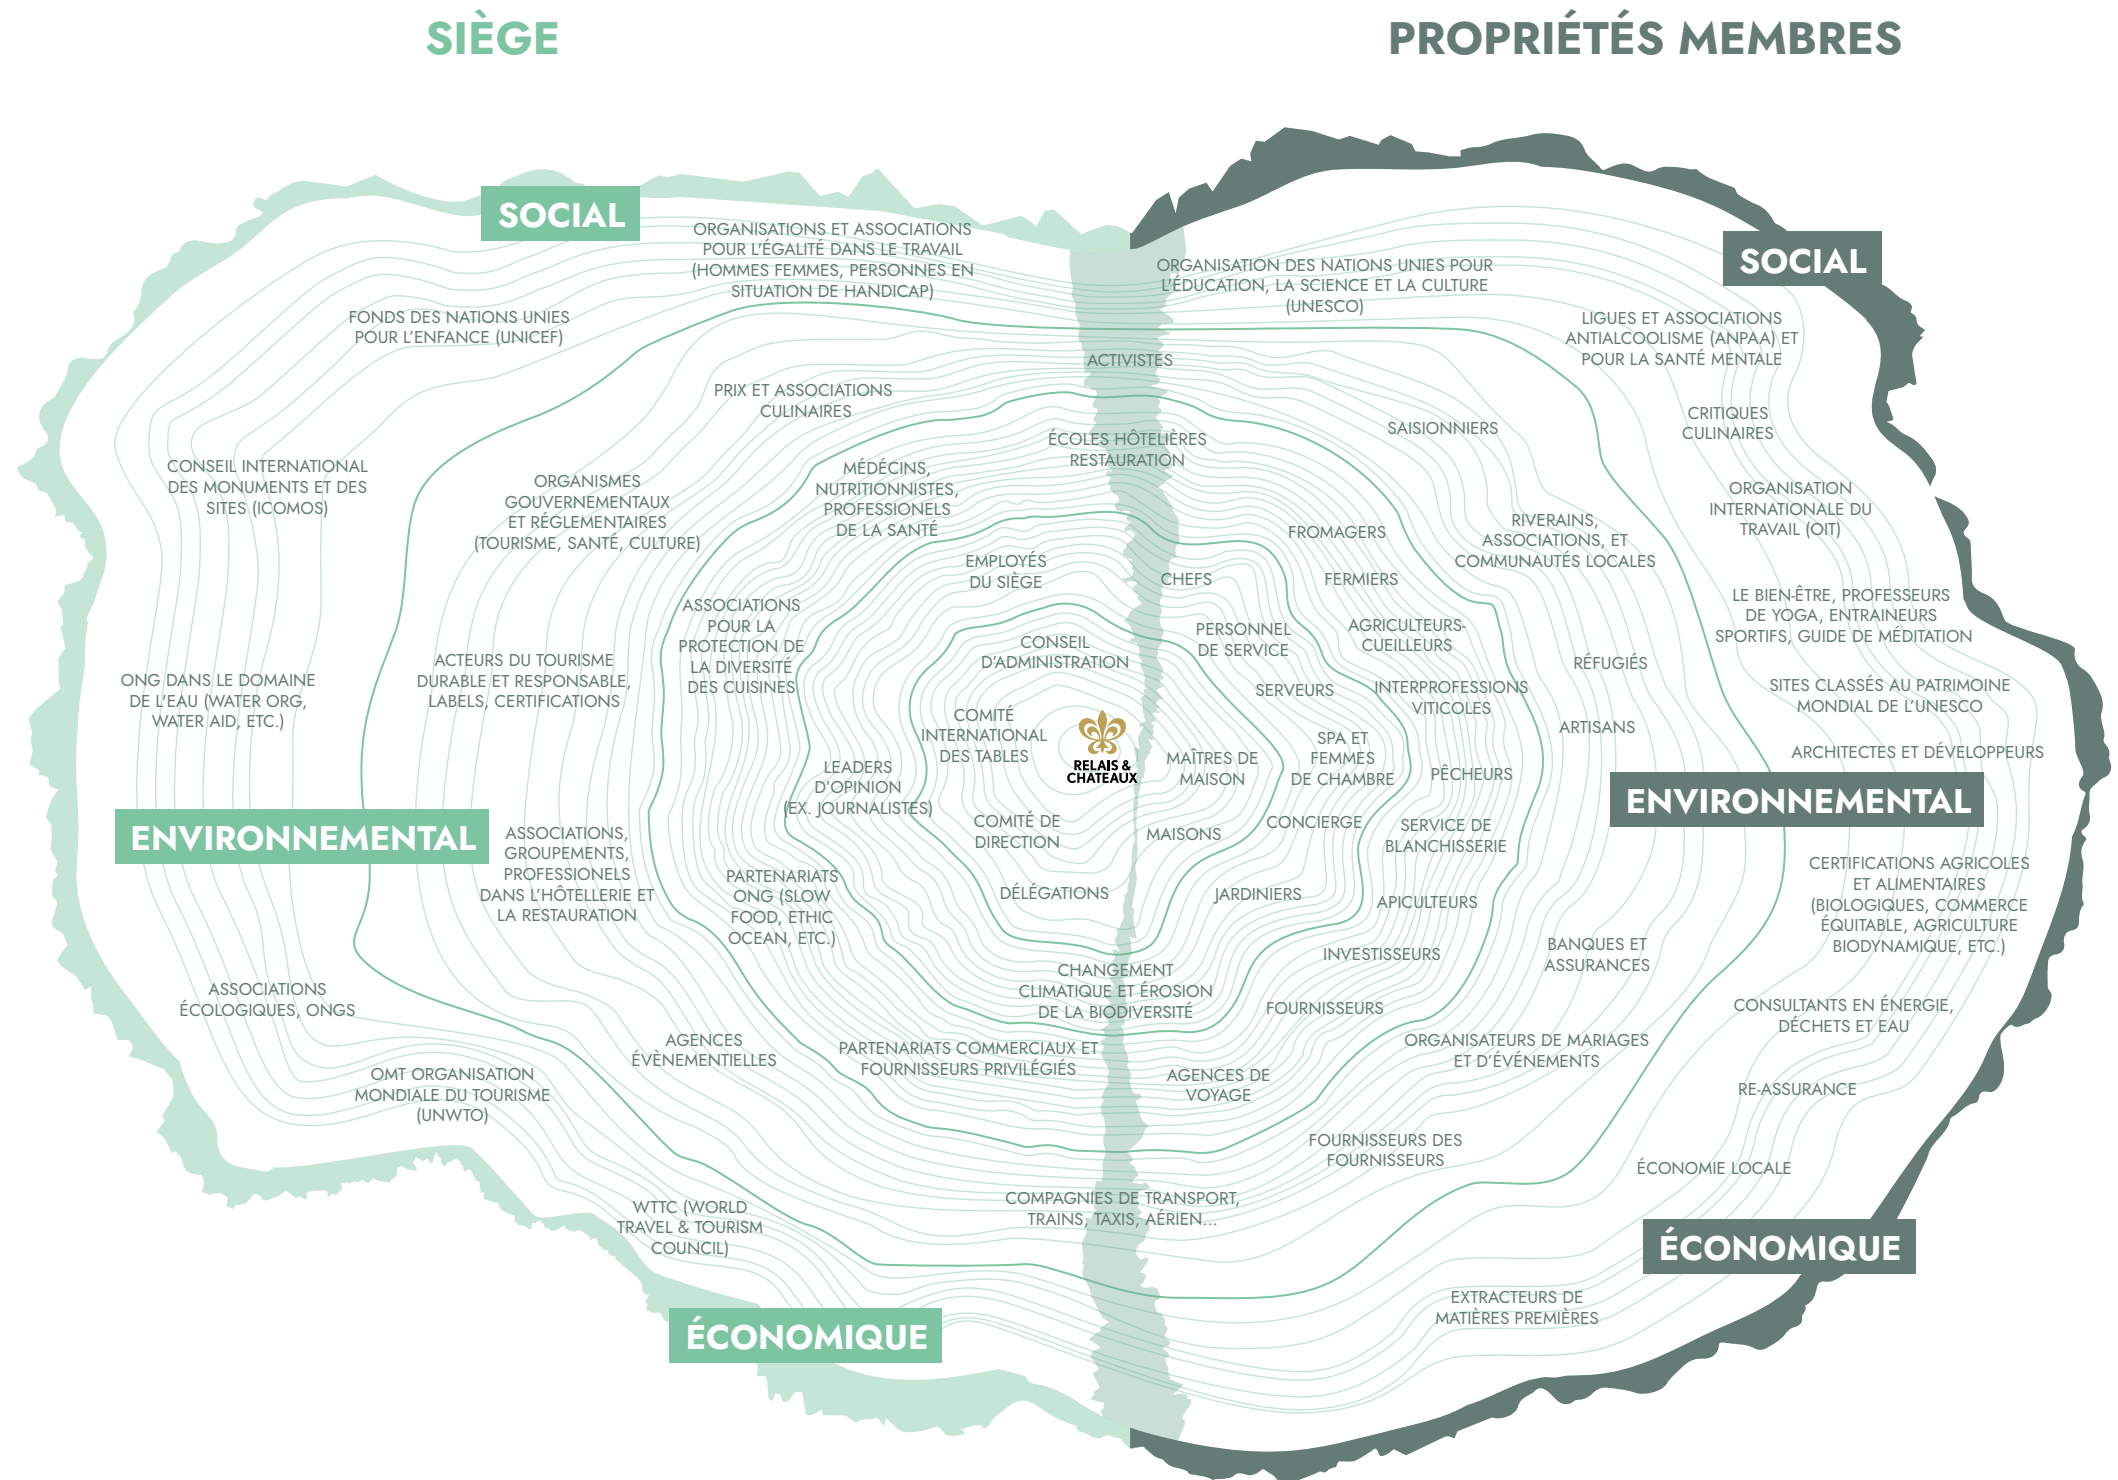 SIÈGE
PROPRIÉTÉS MEMBRES
SOCIAL
ORGANISATIONS ET ASSOCIATIONS
POUR L'ÉGALITÉ DANS LE TRAVAIL
(HOMMES FEMMES, PERSONNES EN
SITUATION DE HANDICAP)
FONDS DES NATIONS UNIES
POUR L'ENFANCE (UNICEF)
PRIX ET ASSOCIATIONS
CULINAIRES
CONSEIL INTERNATIONAL
DES MONUMENTS ET DES
SITES (ICOMOS)
ORGANISMES
GOUVERNEMENTAUX
ET RÉGLEMENTAIRES
(TOURISME, SANTÉ, CULTURE)
MÉDÉCINS,
NUTRITIONNISTES,
PROFESSIONELS
DE LA SANTÉ
EMPLOYÉS
DU SIÈGE
ASSOCIATIONS
POUR LA
PROTECTION DE
LA DIVERSITÉ
DES CUISINES
CONSEIL
D'ADMINISTRATION
ACTEURS DU TOURISME
DURABLE ET RESPONSABLE,
LABELS, CERTIFICATIONS
ONG DANS LE DOMAINE
DE L'EAU (WATER ORG,
WATER AID, ETC.)
COMITÉ
INTERNATIONAL
DES TABLES
RELAIS &
CHATEAUX
LEADERS
D'OPINION
(EX. JOURNALISTES)
ENVIRONNEMENTAL
ASSOCIATIONS,
GROUPEMENTS,
PROFESSIONELS
DANS L'HÔTELLERIE ET
LA RESTAURATION
COMITÉ DE
DIRECTION
PARTENARIATS
ONG (SLOW
FOOD, ETHIC
OCEAN, ETC.)
DÉLÉGATIONS
ASSOCIATIONS
ÉCOLOGIQUES, ONGS
AGENCES
ÉVÈNEMENTIELLES
PARTENARIATS COMMERCIAUX ET
FOURNISSEURS PRIVILÉGIÉS
OMT ORGANISATION
MONDIALE DU TOURISME
(UNWTO)
WTTC (WORLD
TRAVEL & TOURISM
COUNCIL)
ÉCONOMIQUE
ACTIVISTES
ÉCOLES HÔTELIÈRES
RESTAURATION
CHANGEMENT
CLIMATIQUE ET ÉROSION
DE LA BIODIVERSITÉ
COMPAGNIES DE TRANSPORT,
TRAINS, TAXIS, AÉRIEN...
SOCIAL
ORGANISATION DES NATIONS UNIES POUR
L'ÉDUCATION, LA SCIENCE ET LA CULTURE
(UNESCO)
LIGUES ET ASSOCIATIONS
ANTIALCOOLISME (ANPAA) ET
POUR LA SANTÉ MENTALE
CRITIQUES
CULINAIRES
SAISIONNIERS
ORGANISATION
INTERNATIONALE DU
TRAVAIL (OIT)
RIVERAINS,
ASSOCIATIONS, ET
COMMUNAUTÉS LOCALES
FROMAGERS
CHEFS
FERMIERS
LE BIEN-ÊTRE, PROFESSEURS
DE YOGA, ENTRAINEURS
SPORTIFS, GUIDE DE MÉDITATION
PERSONNEL
DE SERVICE
AGRICULTEURS-
CUEILLEURS
RÉFUGIÉS
SERVEURS
INTERPROFESSIONS
VITICOLES
SITES CLASSÉS AU PATRIMOINE
MONDIAL DE L'UNESCO
ARTISANS
ARCHITECTES ET DÉVELOPPEURS
MAÎTRES DE
MAISON
SPA ET
FEMMES
DE CHAMBRE
PÊCHEURS
ENVIRONNEMENTAL
MAISONS
CONCIERGE
SERVICE DE
BLANCHISSERIE
CERTIFICATIONS AGRICOLES
ET ALIMENTAIRES
(BIOLOGIQUES, COMMERCE
ÉQUITABLE, AGRICULTURE
BIODYNAMIQUE, ETC.)
JARDINIERS
APICULTEURS
INVESTISSEURS
BANQUES ET
ASSURANCES
FOURNISSEURS
CONSULTANTS EN ÉNERGIE,
DÉCHETS ET EAU
ORGANISATEURS DE MARIAGES
ET D'ÉVÉNEMENTS
AGENCES DE
VOYAGE
RE-ASSURANCE
FOURNISSEURS DES
FOURNISSEURS
ÉCONOMIE LOCALE
ÉCONOMIQUE
EXTRACTEURS DE
MATIÈRES PREMIÈRES